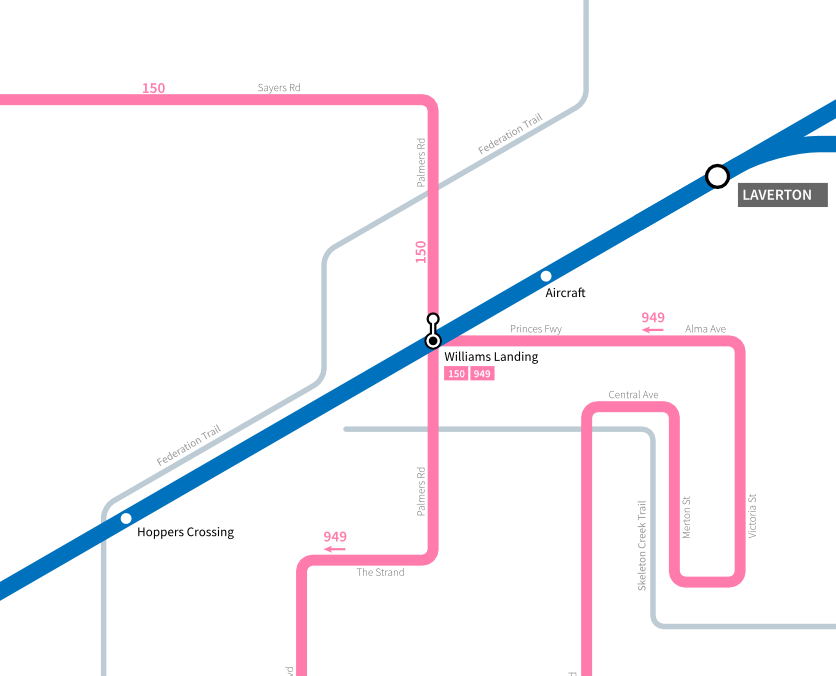 150
Sayers Rd
Federation Trail
Palmers Rd
LAVERTON
150
Aircraft
949
Princes Fwy
Alma Ave
Williams Landing
150 949
Central Ave
Federation Trail
Palmers Rd
Skeleton Creek Trail
Merton St
Victoria St
Hoppers Crossing
949
The Strand
vd